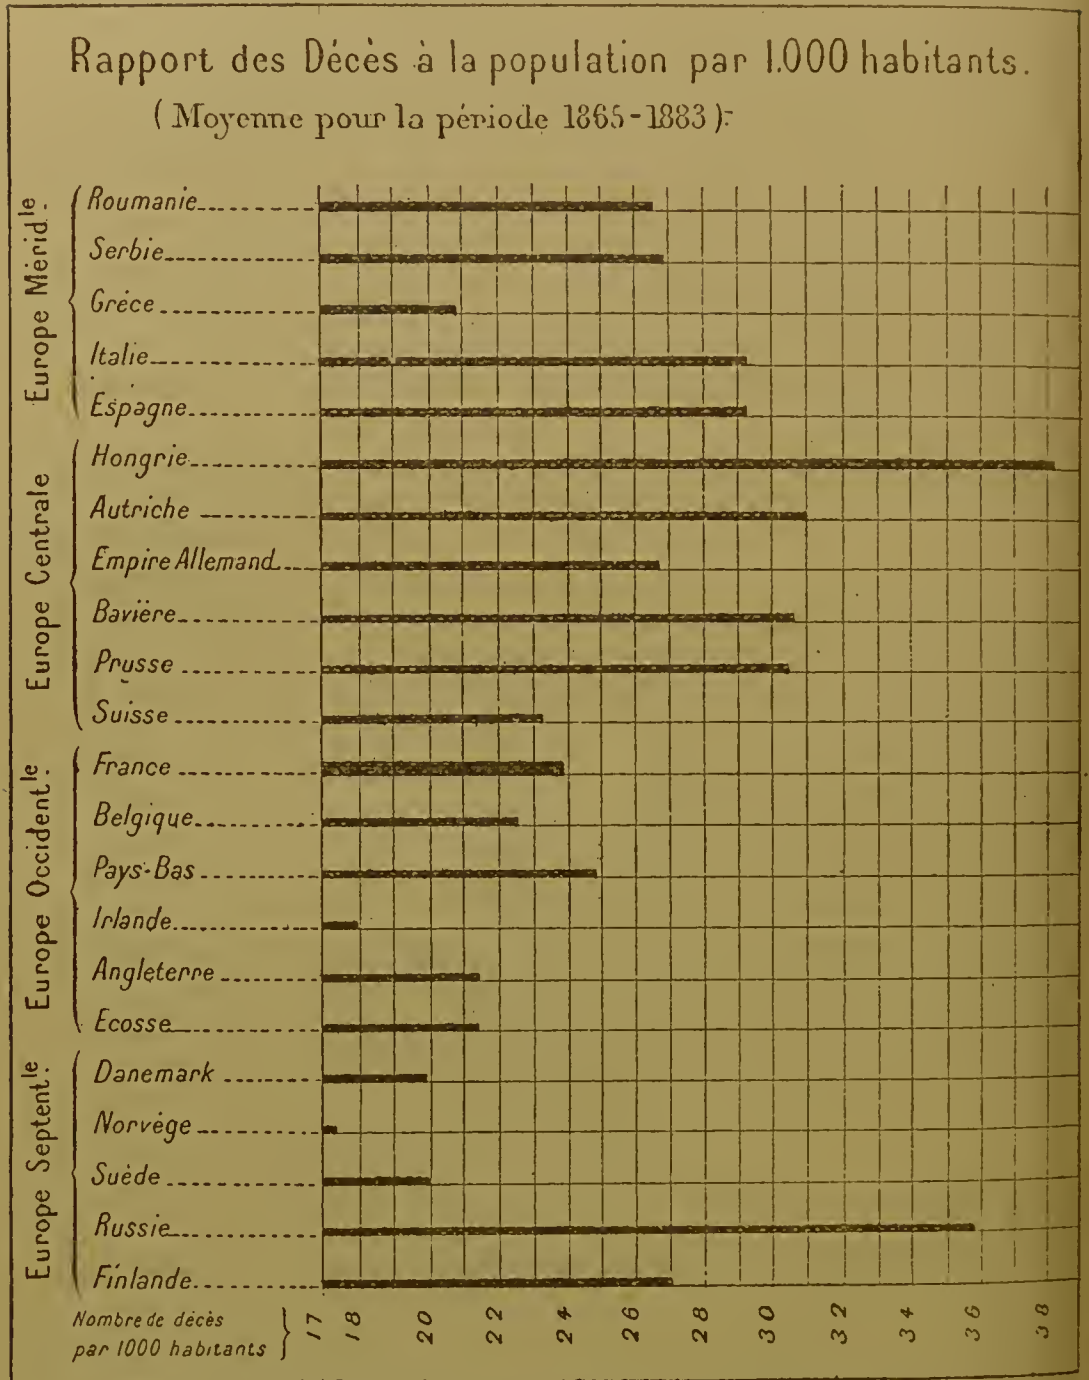 Rapport des Décès à la population par 1.000 habitants.
(Moyenne pour la période 1865-1883):
Europe Mérid.le
Roumanie
Serbie
Grèce
Italie
Espagne
Europe Centrale
Hongrie
Autriche
Empire Allemand
Bavière
Prusse
Suisse
Europe Occident.le
France
Belgique
Pays-Bas
Irlande
Angleterre
Ecosse
Europe Septent.le
Danemark
Norvège
Suède
Russie
Finlande
Nombre de décès
par 1000 habitants
17 18 20 22 24 26 28 30 32 34 36 38